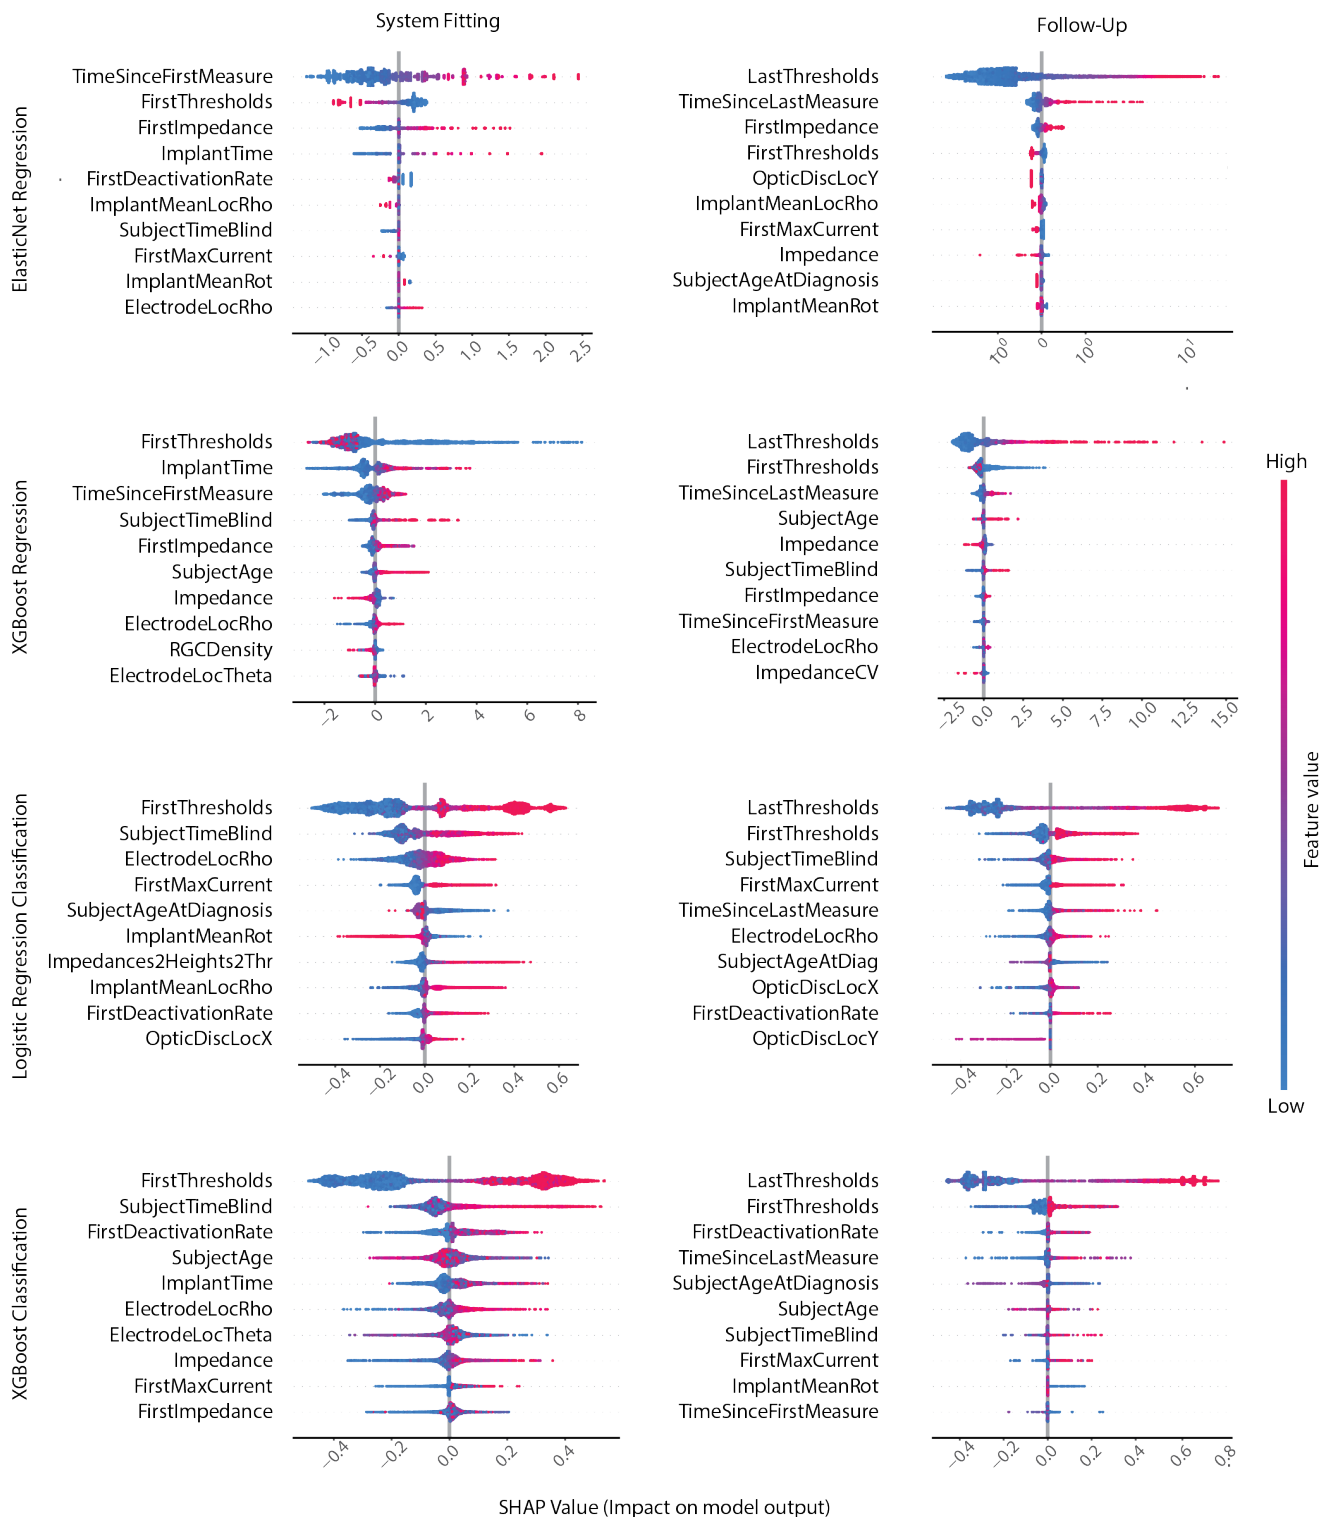 System Fitting
Follow-Up
ElasticNet Regression
TimeSinceFirstMeasure
FirstThresholds
FirstImpedance
ImplantTime
FirstDeactivationRate
ImplantMeanLocRho
SubjectTimeBlind
FirstMaxCurrent
ImplantMeanRot
ElectrodeLocRho
−1.0 −0.5 0.0 0.5 1.0 1.5 2.0 2.5
LastThresholds
TimeSinceLastMeasure
FirstImpedance
FirstThresholds
OpticDiscLocY
ImplantMeanLocRho
FirstMaxCurrent
Impedance
SubjectAgeAtDiagnosis
ImplantMeanRot
10⁰ 0 10⁰ 10¹
XGBoost Regression
FirstThresholds
ImplantTime
TimeSinceFirstMeasure
SubjectTimeBlind
FirstImpedance
SubjectAge
Impedance
ElectrodeLocRho
RGCDensity
ElectrodeLocTheta
−2 0 2 4 6 8
LastThresholds
FirstThresholds
TimeSinceLastMeasure
SubjectAge
Impedance
SubjectTimeBlind
FirstImpedance
TimeSinceFirstMeasure
ElectrodeLocRho
ImpedanceCV
−2.5 0.0 2.5 5.0 7.5 10.0 12.5 15.0
High
Feature value
Low
Logistic Regression Classification
FirstThresholds
SubjectTimeBlind
ElectrodeLocRho
FirstMaxCurrent
SubjectAgeAtDiagnosis
ImplantMeanRot
Impedances2Heights2Thr
ImplantMeanLocRho
FirstDeactivationRate
OpticDiscLocX
−0.4 −0.2 0.0 0.2 0.4 0.6
LastThresholds
FirstThresholds
SubjectTimeBlind
FirstMaxCurrent
TimeSinceLastMeasure
ElectrodeLocRho
SubjectAgeAtDiag
OpticDiscLocX
FirstDeactivationRate
OpticDiscLocY
−0.4 −0.2 0.0 0.2 0.4 0.6
XGBoost Classification
FirstThresholds
SubjectTimeBlind
FirstDeactivationRate
SubjectAge
ImplantTime
ElectrodeLocRho
ElectrodeLocTheta
Impedance
FirstMaxCurrent
FirstImpedance
−0.4 −0.2 0.0 0.2 0.4
LastThresholds
FirstThresholds
FirstDeactivationRate
TimeSinceLastMeasure
SubjectAgeAtDiagnosis
SubjectAge
SubjectTimeBlind
FirstMaxCurrent
ImplantMeanRot
TimeSinceFirstMeasure
−0.4 −0.2 0.0 0.2 0.4 0.6 0.8
SHAP Value (Impact on model output)